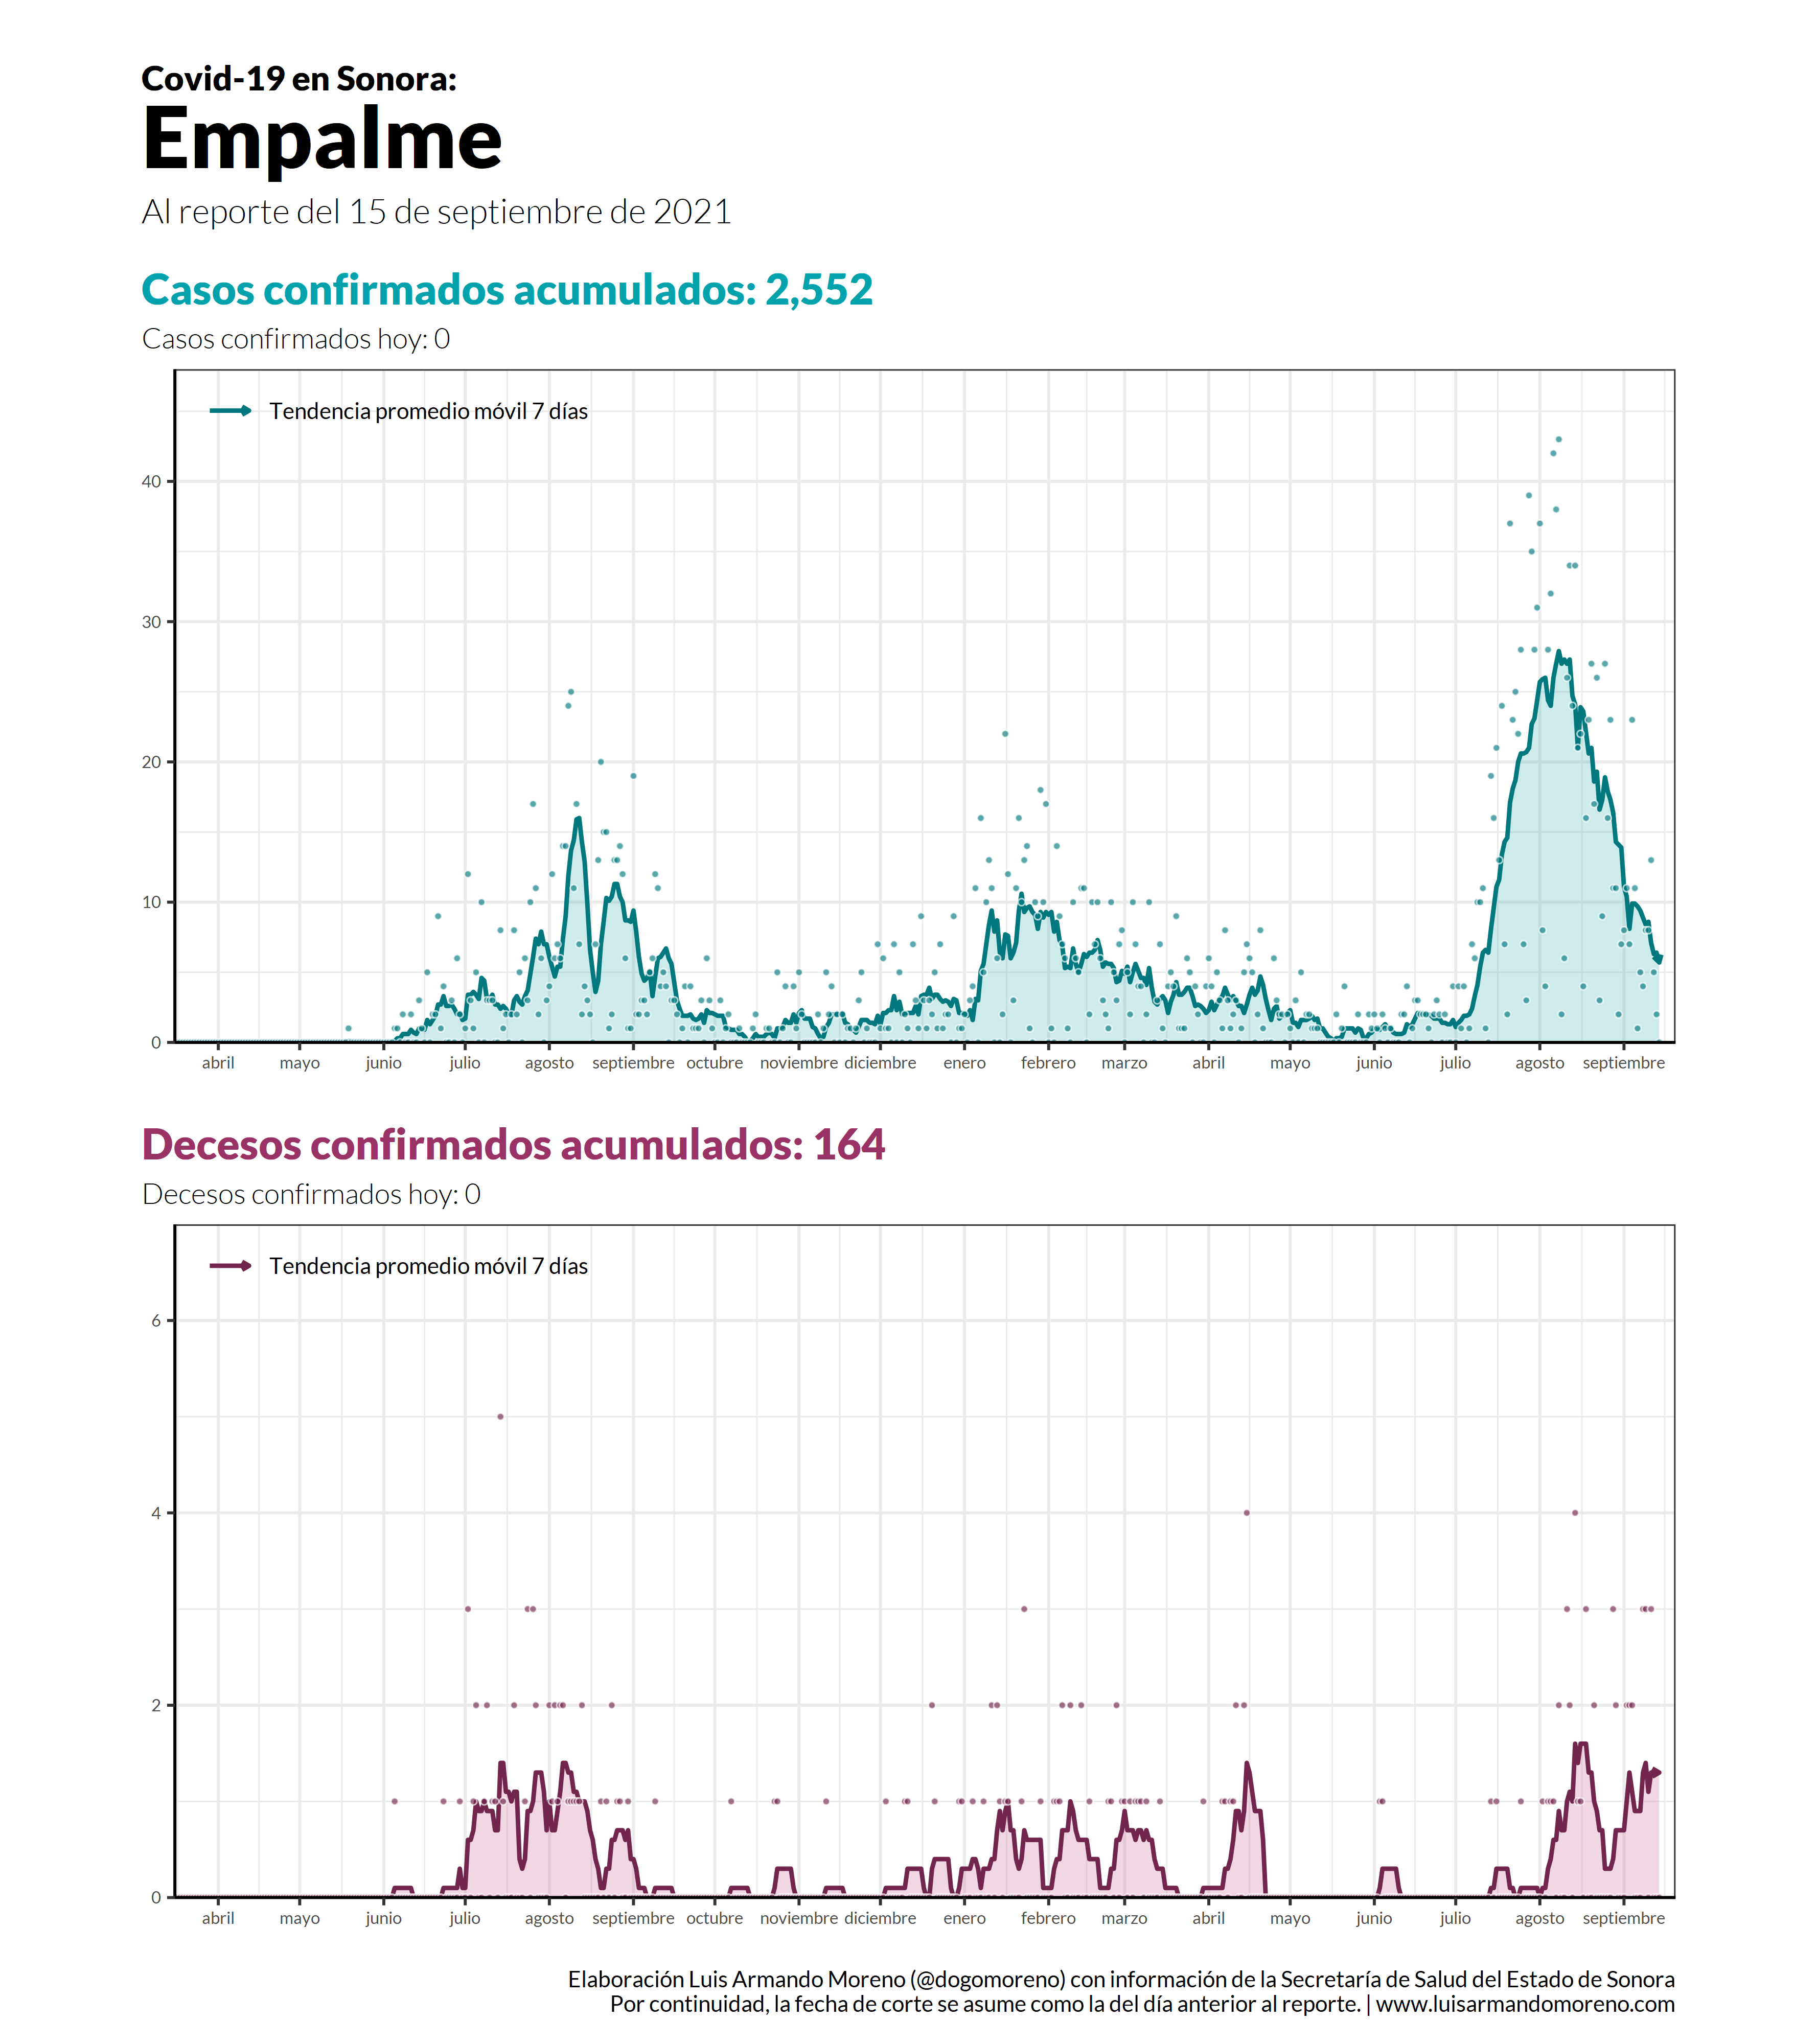 Covid-19 en Sonora:
Empalme
Al reporte del 15 de septiembre de 2021
Casos confirmados acumulados: 2,552
Casos confirmados hoy: 0
Tendencia promedio móvil 7 días
40
30
20
10
0
abril mayo junio julio agosto septiembre octubre noviembre diciembre enero febrero marzo abril mayo junio julio agosto septiembre
Decesos confirmados acumulados: 164
Decesos confirmados hoy: 0
Tendencia promedio móvil 7 días
6
4
2
0
abril mayo junio julio agosto septiembre octubre noviembre diciembre enero febrero marzo abril mayo junio julio agosto septiembre
Elaboración Luis Armando Moreno (@dogomoreno) con información de la Secretaría de Salud del Estado de Sonora
Por continuidad, la fecha de corte se asume como la del día anterior al reporte. | www.luisarmandomoreno.com